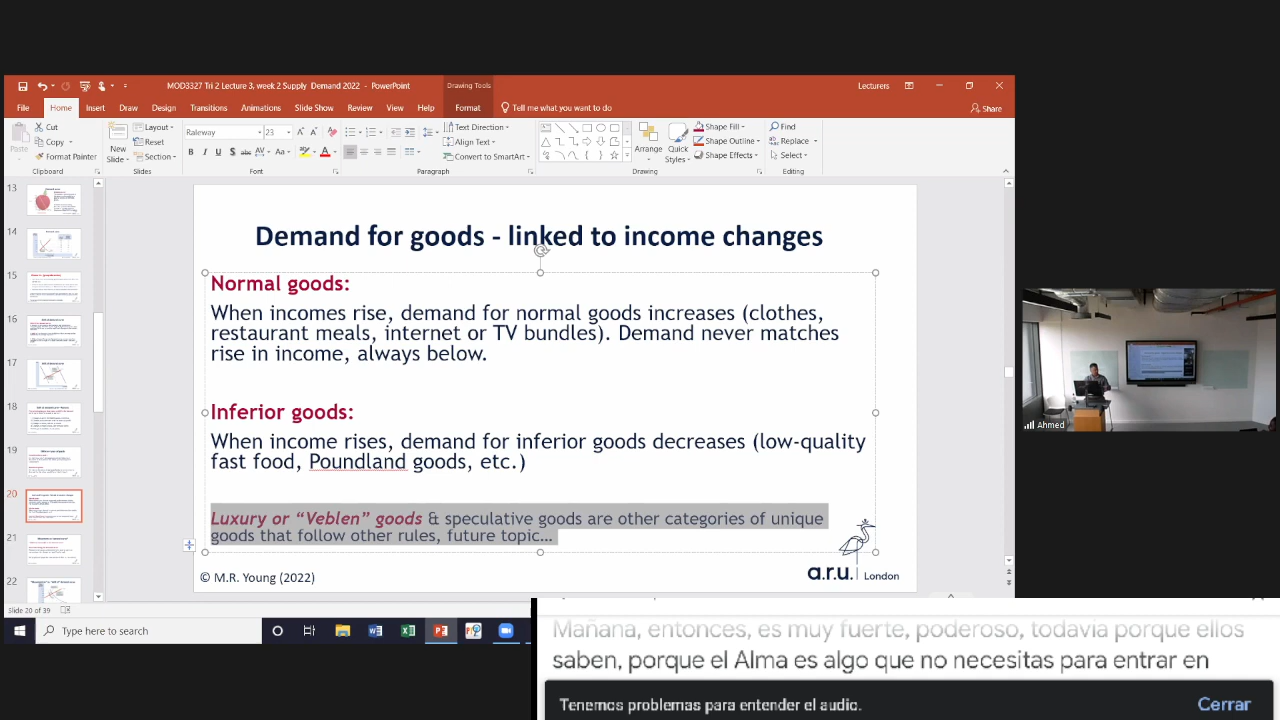 MOD3327 Tri 2 Lecture 3, week 2 Supply Demand 2022 - PowerPoint
Drawing Tools
Lecturers
File Home Insert Draw Design Transitions Animations Slide Show Review View Help Format Tell me what you want to do Share
Paste
Cut
Copy
Format Painter
Clipboard
New Slide
Layout
Reset
Section
Slides
Raleway 23
B I U S abc AV Aa A
Font
Text Direction
Align Text
Convert to SmartArt
Paragraph
Arrange
Quick Styles
Shape Fill
Shape Outline
Shape Effects
Drawing
Find
Replace
Select
Editing
13
14
15
16
17
18
19
20
21
22
Demand for goods - linked to income changes
Normal goods:
When incomes rise, demand for normal goods increases (clothes,
restaurant meals, internet or TV bundles). Demand never matches
rise in income, always below.
Inferior goods:
When income rises, demand for inferior goods decreases (low-quality
fast food, Poundland goods, etc.)
Luxury or "Veblen" goods & speculative goods are other categories of unique
goods that follow other rules, future topic...
© M.R. Young (2022)
a.r.u. London
Ahmed
Slide 20 of 39
Type here to search
Mañana, entonces, es muy fuerte, poderoso, todavía porque ellos
saben, porque el Alma es algo que no necesitas para entrar en
Tenemos problemas para entender el audio.
Cerrar